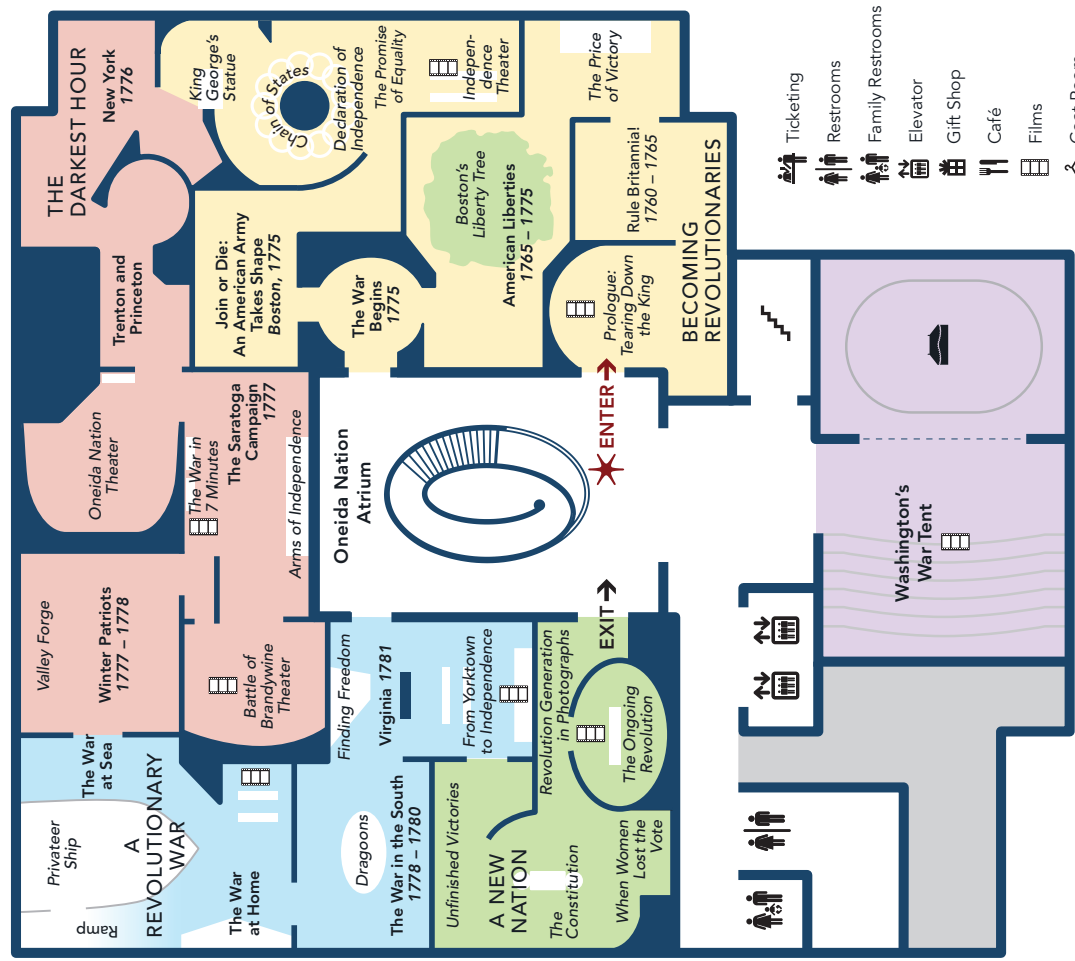 THE
DARKEST HOUR
New York
1776
Trenton and
Princeton
Oneida Nation
Theater
The War in
7 Minutes
The Saratoga
Campaign
1777
Arms of Independence
Valley Forge
Winter Patriots
1777 – 1778
Battle of
Brandywine
Theater
King
George's
Statue
Chain of States
Declaration of
Independence
The Promise
of Equality
Indepen-
dence
Theater
The Price
of Victory
Join or Die:
An American Army
Takes Shape
Boston, 1775
The War
Begins
1775
Boston's
Liberty Tree
American Liberties
1765 – 1775
Rule Britannia!
1760 – 1765
Prologue:
Tearing Down
the King
BECOMING
REVOLUTIONARIES
Oneida Nation
Atrium
ENTER
EXIT
The War
at Sea
Privateer
Ship
A
REVOLUTIONARY
WAR
Ramp
The War
at Home
Finding Freedom
Virginia 1781
From Yorktown
to Independence
Dragoons
The War in the South
1778 – 1780
Unfinished Victories
A NEW
NATION
The
Constitution
When Women
Lost the
Vote
Revolution Generation
in Photographs
The Ongoing
Revolution
Washington's
War Tent
Ticketing
Restrooms
Family Restrooms
Elevator
Gift Shop
Café
Films